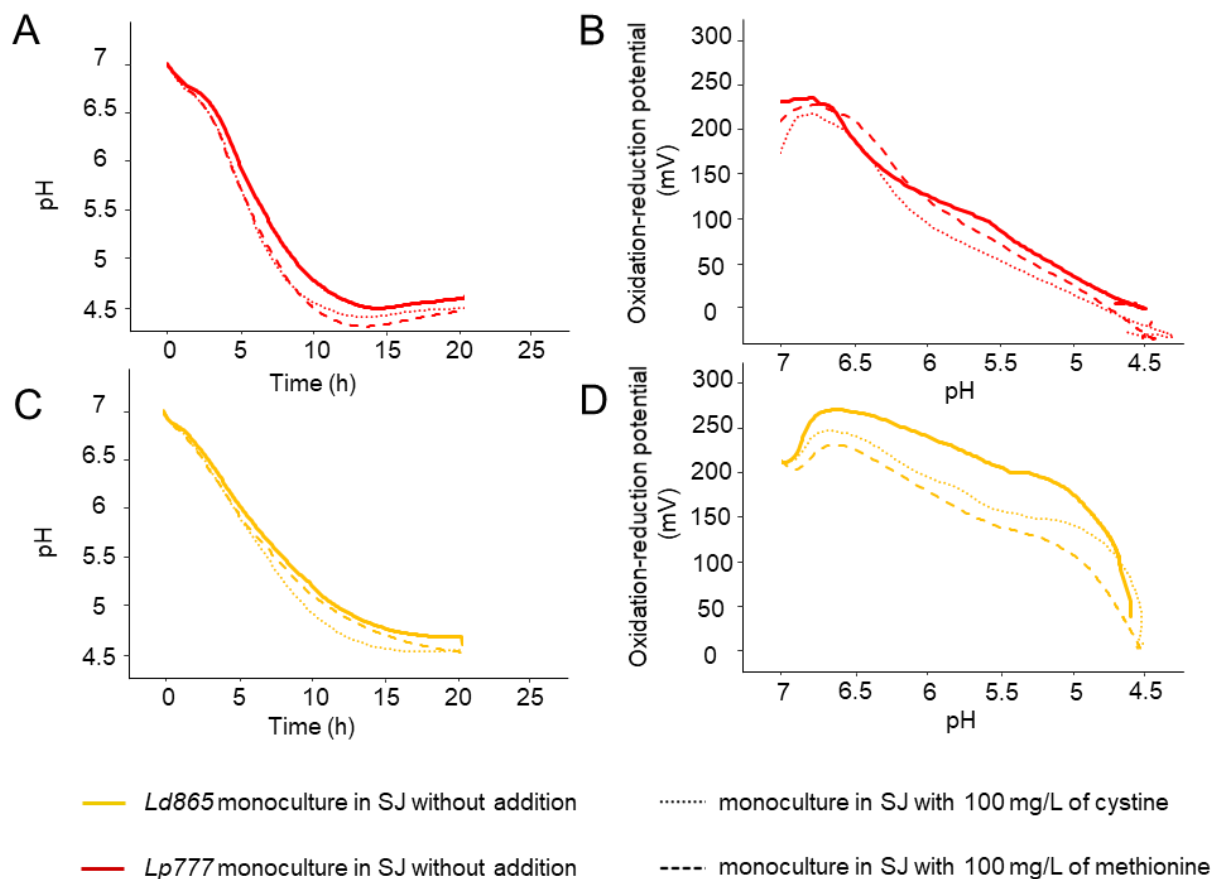 A
7
6.5
6
5.5
5
4.5
pH
0 5 10 15 20 25
Time (h)
B
300
250
200
150
100
50
0
Oxidation-reduction potential
(mV)
7 6.5 6 5.5 5 4.5
pH
C
7
6.5
6
5.5
5
4.5
pH
0 5 10 15 20 25
Time (h)
D
300
250
200
150
100
50
0
Oxidation-reduction potential
(mV)
7 6.5 6 5.5 5 4.5
pH
Ld865 monoculture in SJ without addition
monoculture in SJ with 100 mg/L of cystine
Lp777 monoculture in SJ without addition
monoculture in SJ with 100 mg/L of methionine